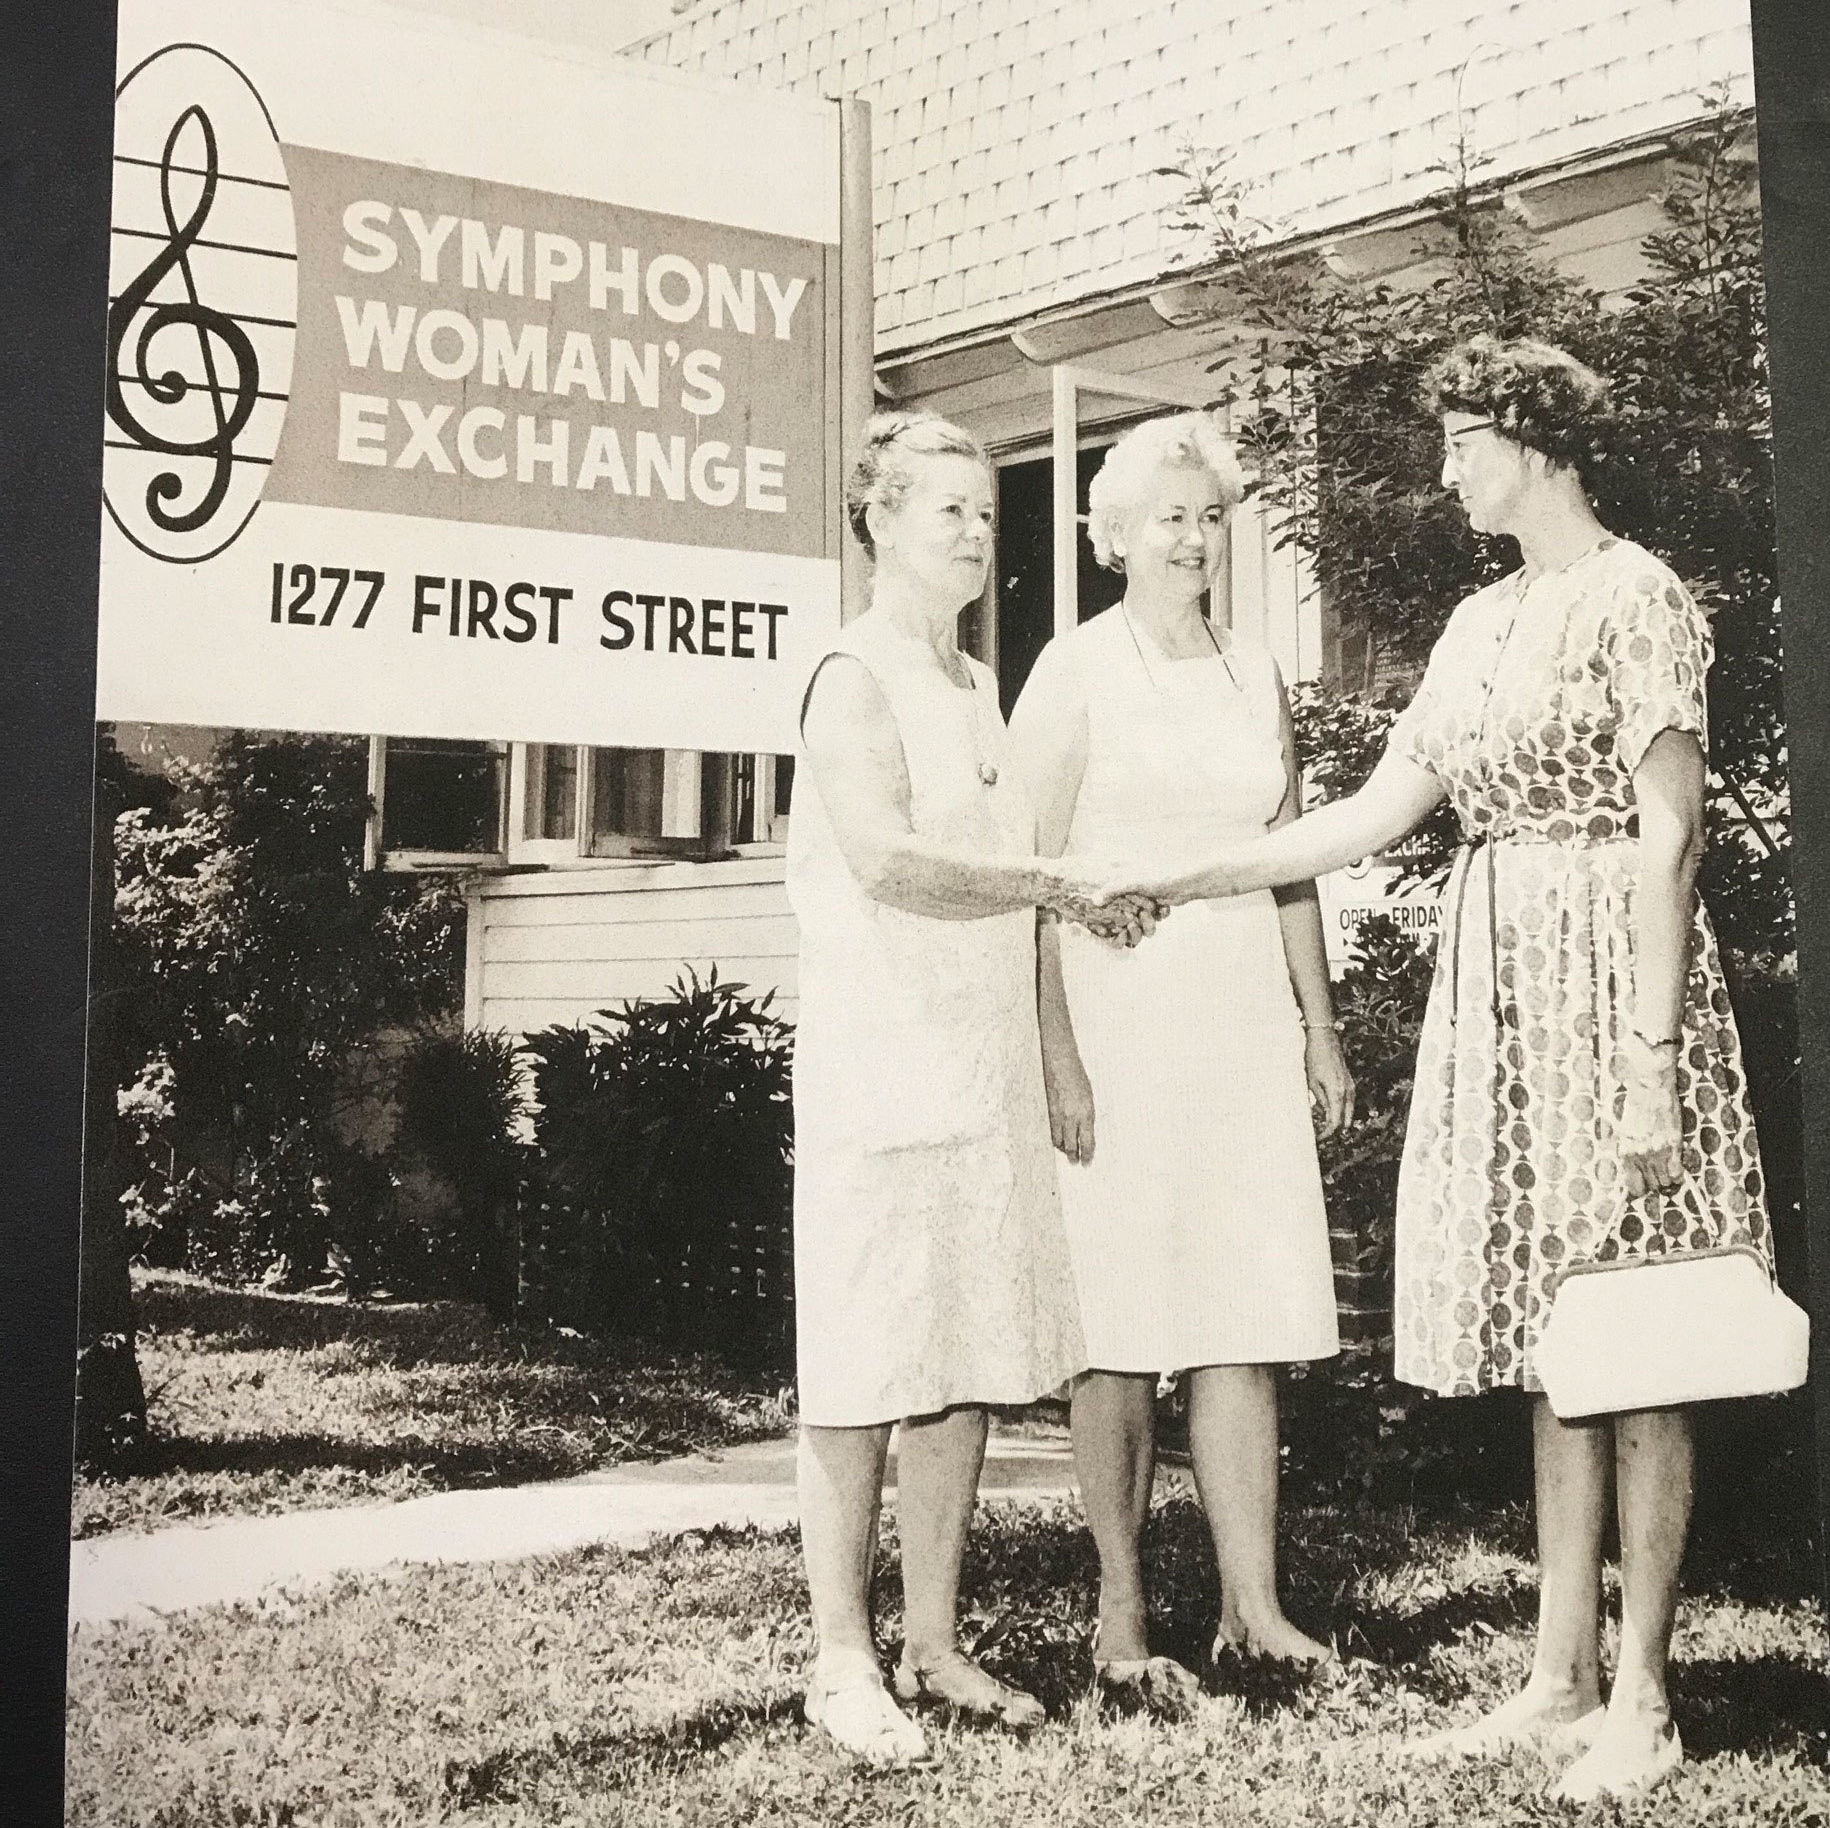 SYMPHONY
WOMAN'S
EXCHANGE
1277 FIRST STREET
OPEN FRIDAY